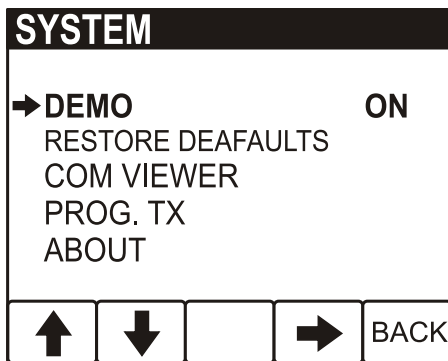 SYSTEM
DEMO ON
RESTORE DEAFAULTS
COM VIEWER
PROG. TX
ABOUT
BACK